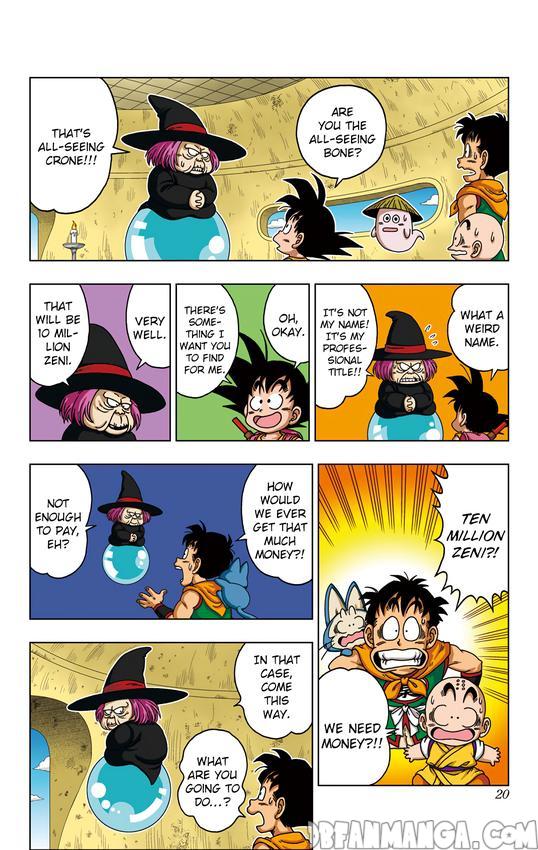 ARE
YOU THE
ALL-SEEING
BONE?
THAT'S
ALL-SEEING
CRONE!!!
WHAT A
WEIRD
NAME.
IT'S NOT
MY NAME!
IT'S MY
PROFES-
SIONAL
TITLE!!
OH,
OKAY.
THERE'S
SOME-
THING I
WANT YOU
TO FIND
FOR ME.
VERY
WELL.
THAT
WILL BE
10 MIL-
LION
ZENI.
TEN
MILLION
ZENI?!
WE NEED
MONEY?!!
HOW
WOULD
WE EVER
GET THAT
MUCH
MONEY?!
NOT
ENOUGH
TO PAY,
EH?
IN THAT
CASE,
COME
THIS
WAY.
WHAT ARE
YOU
GOING TO
DO...?
20
DBFANMANGA.COM